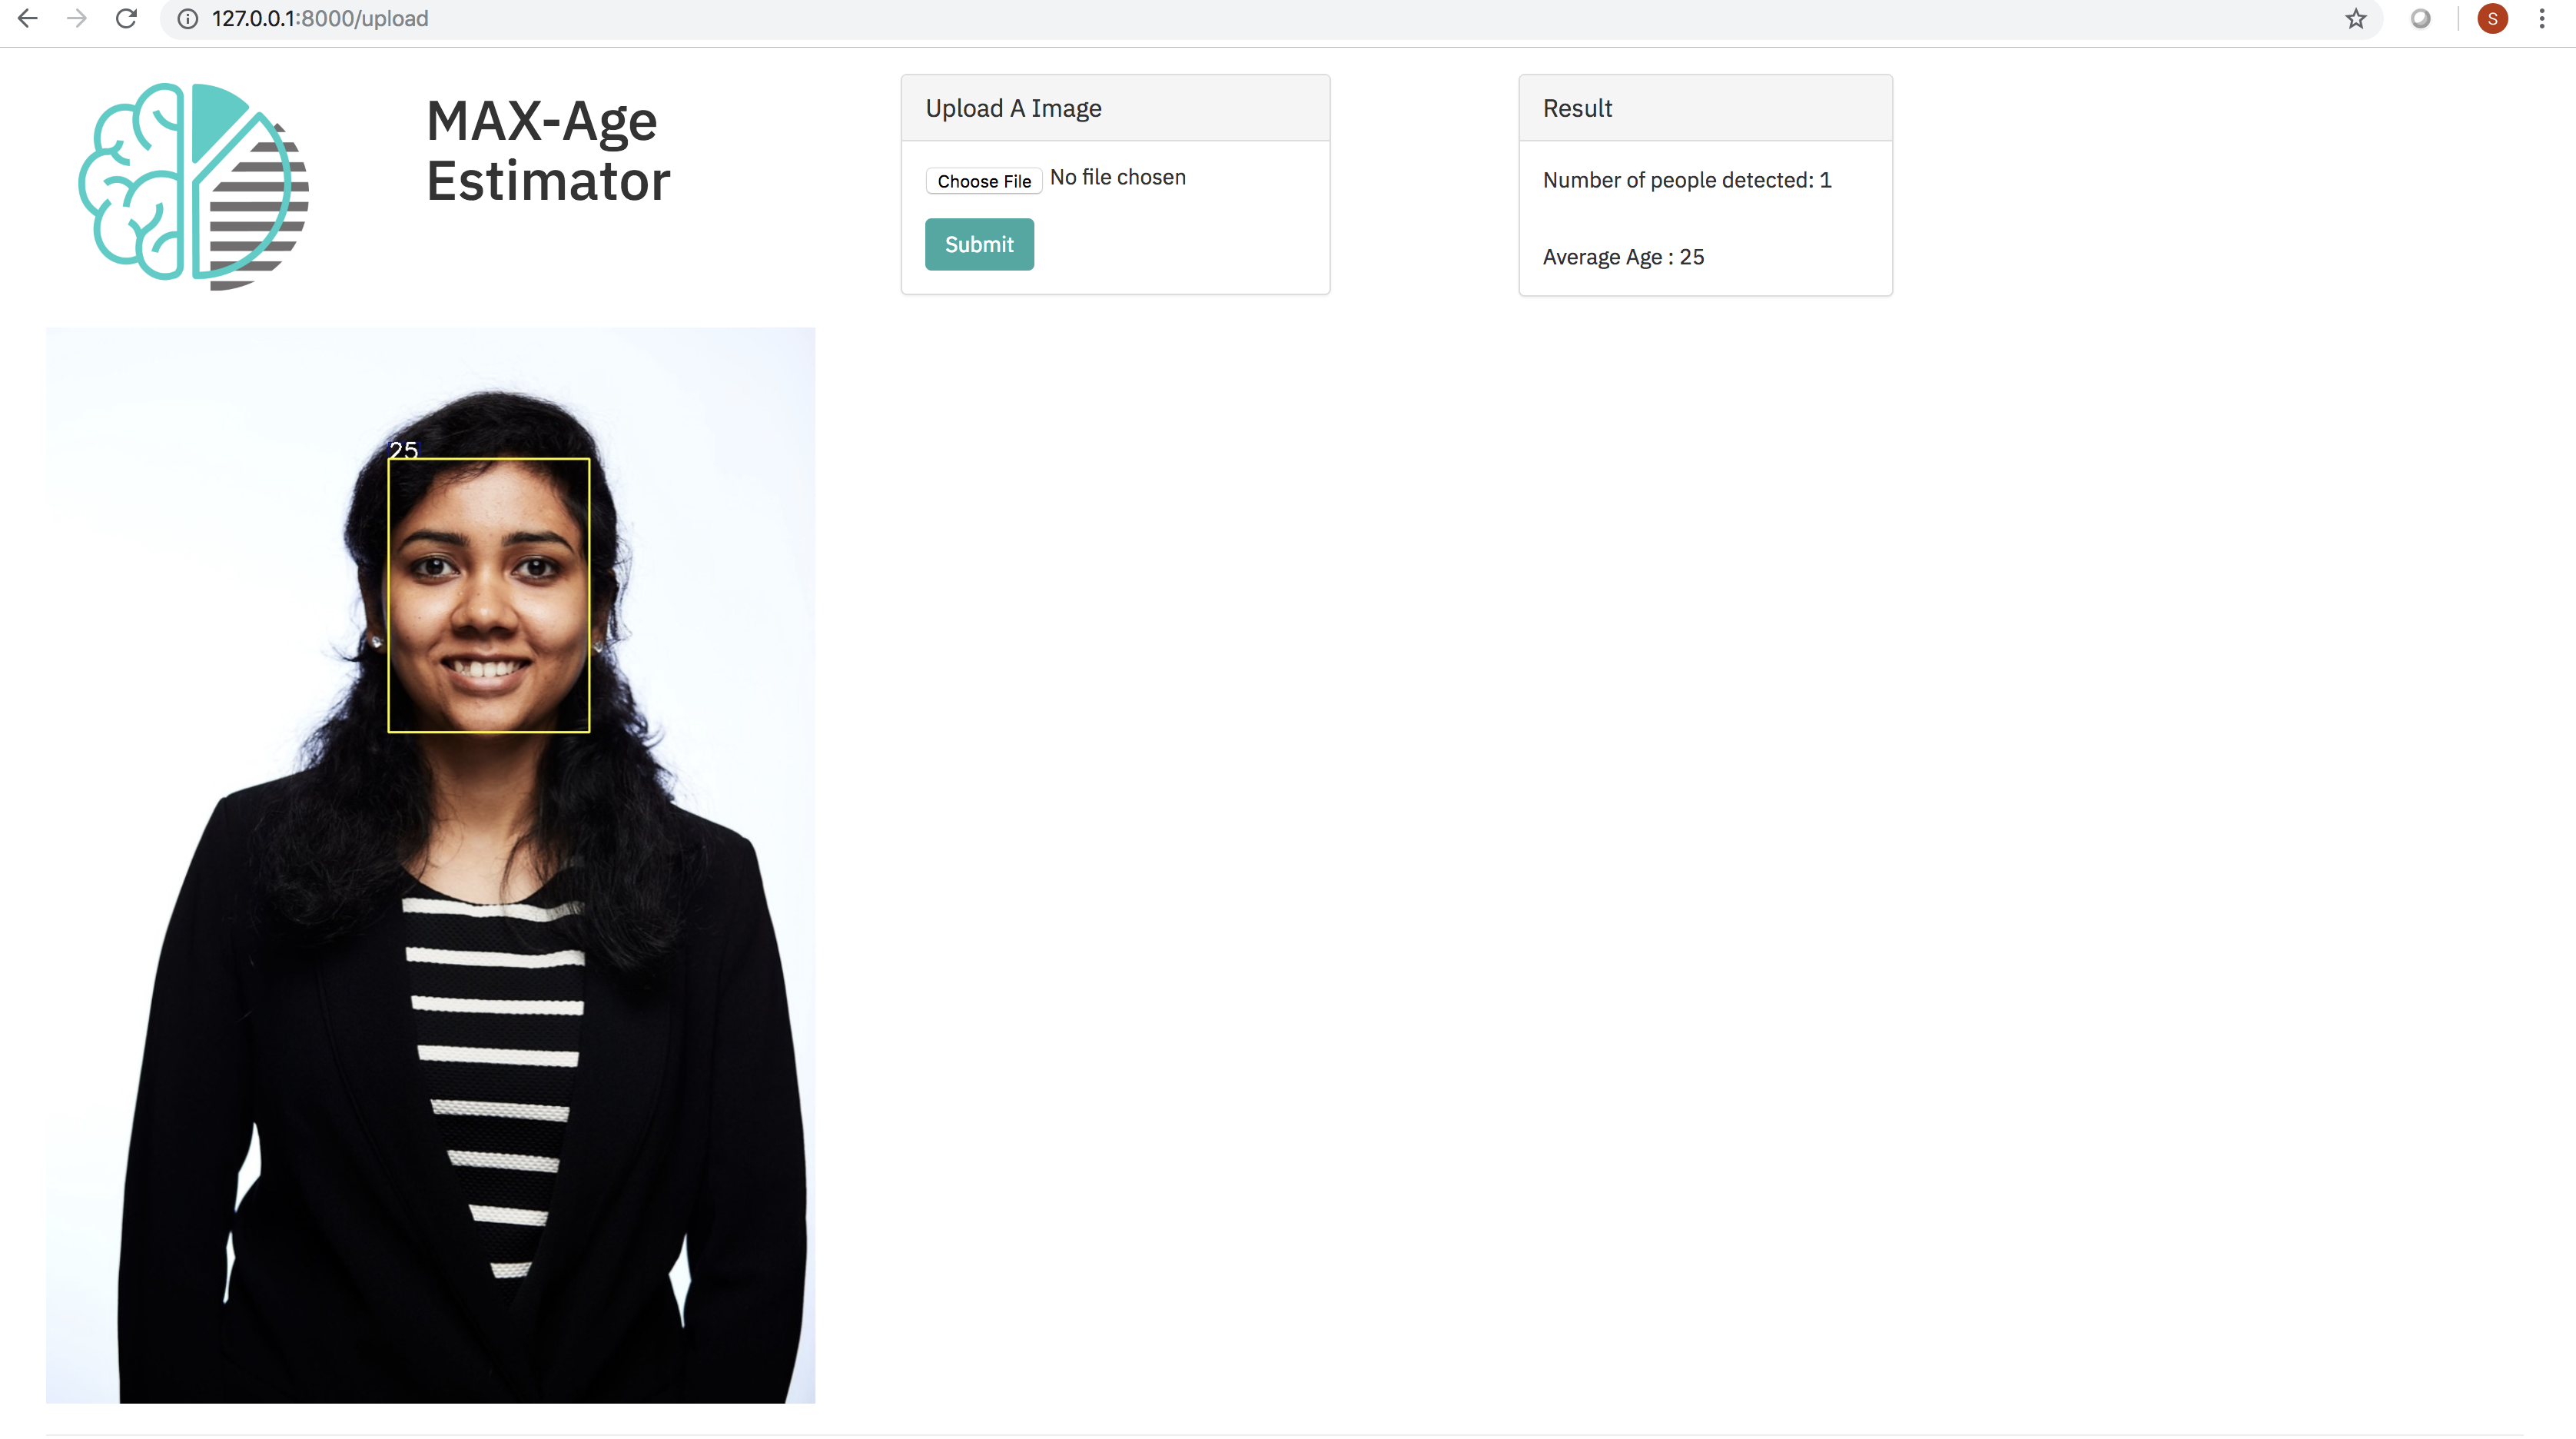 127.0.0.1:8000/upload
S
MAX-Age
Estimator
Upload A Image
Choose File No file chosen
Submit
Result
Number of people detected: 1
Average Age : 25
25